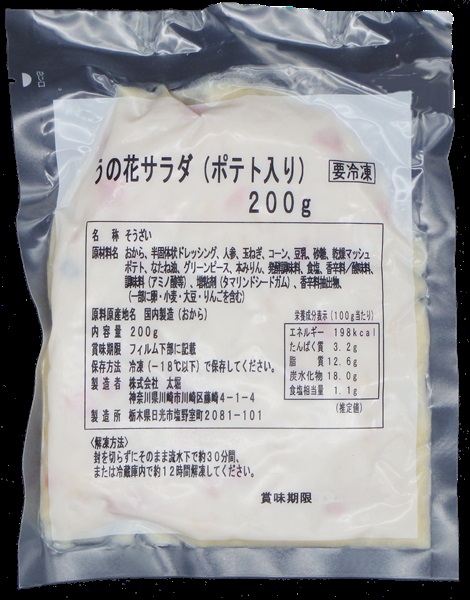 うの花サラダ（ポテト入り） 要冷凍
200g
名 称 そうざい
原材料名 おから、半固体状ドレッシング、人参、玉ねぎ、コーン、豆乳、砂糖、乾燥マッシュ
ポテト、なたね油、グリーンピース、本みりん、発酵調味料、食塩、香辛料／酸味料、
調味料（アミノ酸等）、増粘剤（タマリンドシードガム）、香辛料抽出物、
（一部に卵・小麦・大豆・りんごを含む）
原料原産地名 国内製造（おから）
内 容 量 200g
賞味期限 フィルム下部に記載
保存方法 冷凍（−18℃以下）で保存してください。
製 造 者 株式会社 太堀
神奈川県川崎市川崎区藤崎4−1−4
製 造 所 栃木県日光市塩野室町2081−101
栄養成分表示（100g当たり）
エネルギー 198kcal
たんぱく質 3.2g
脂 質 12.6g
炭水化物 18.0g
食塩相当量 1.1g
（推定値）
〈解凍方法〉
封を切らずにそのまま流水下で約30分間、
または冷蔵庫内で約12時間解凍してください。
賞味期限